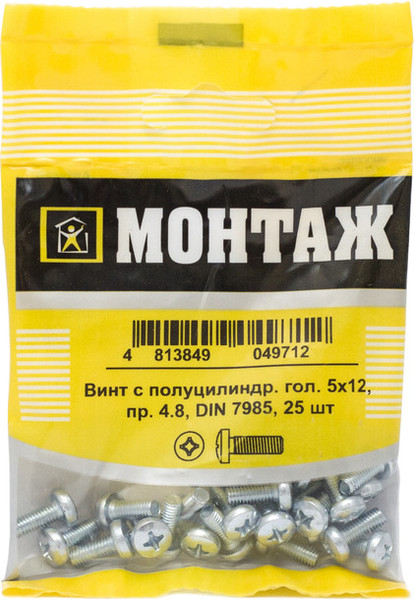 МОНТАЖ
4 813849 049712
Винт с полуцилиндр. гол. 5х12,
пр. 4.8, DIN 7985, 25 шт